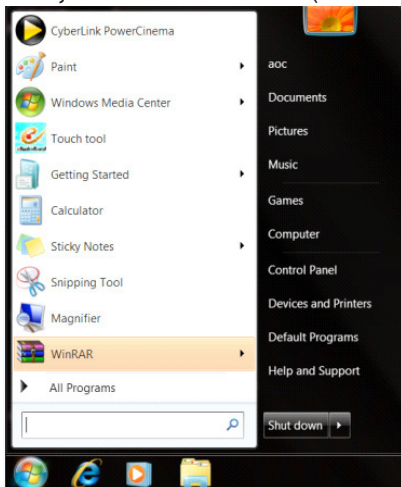 CyberLink PowerCinema
Paint
Windows Media Center
Touch tool
Getting Started
Calculator
Sticky Notes
Snipping Tool
Magnifier
WinRAR
All Programs
aoc
Documents
Pictures
Music
Games
Computer
Control Panel
Devices and Printers
Default Programs
Help and Support
Shut down